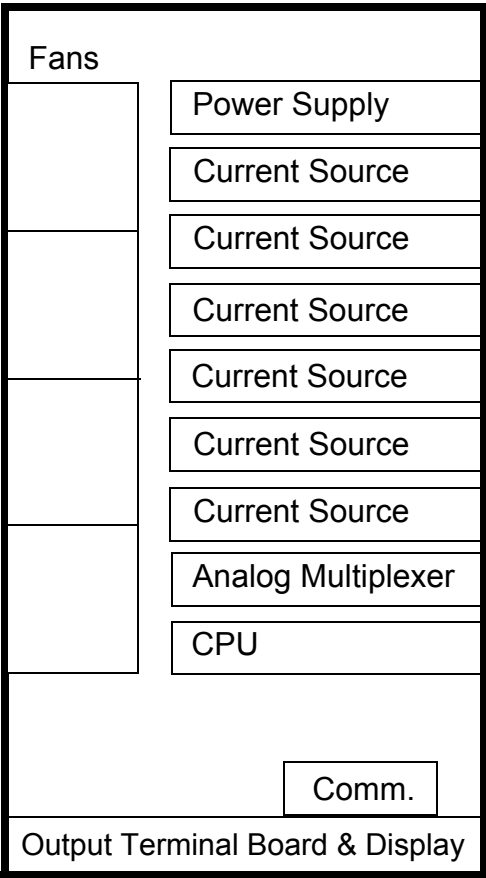 Fans
Power Supply
Current Source
Current Source
Current Source
Current Source
Current Source
Current Source
Analog Multiplexer
CPU
Comm.
Output Terminal Board & Display